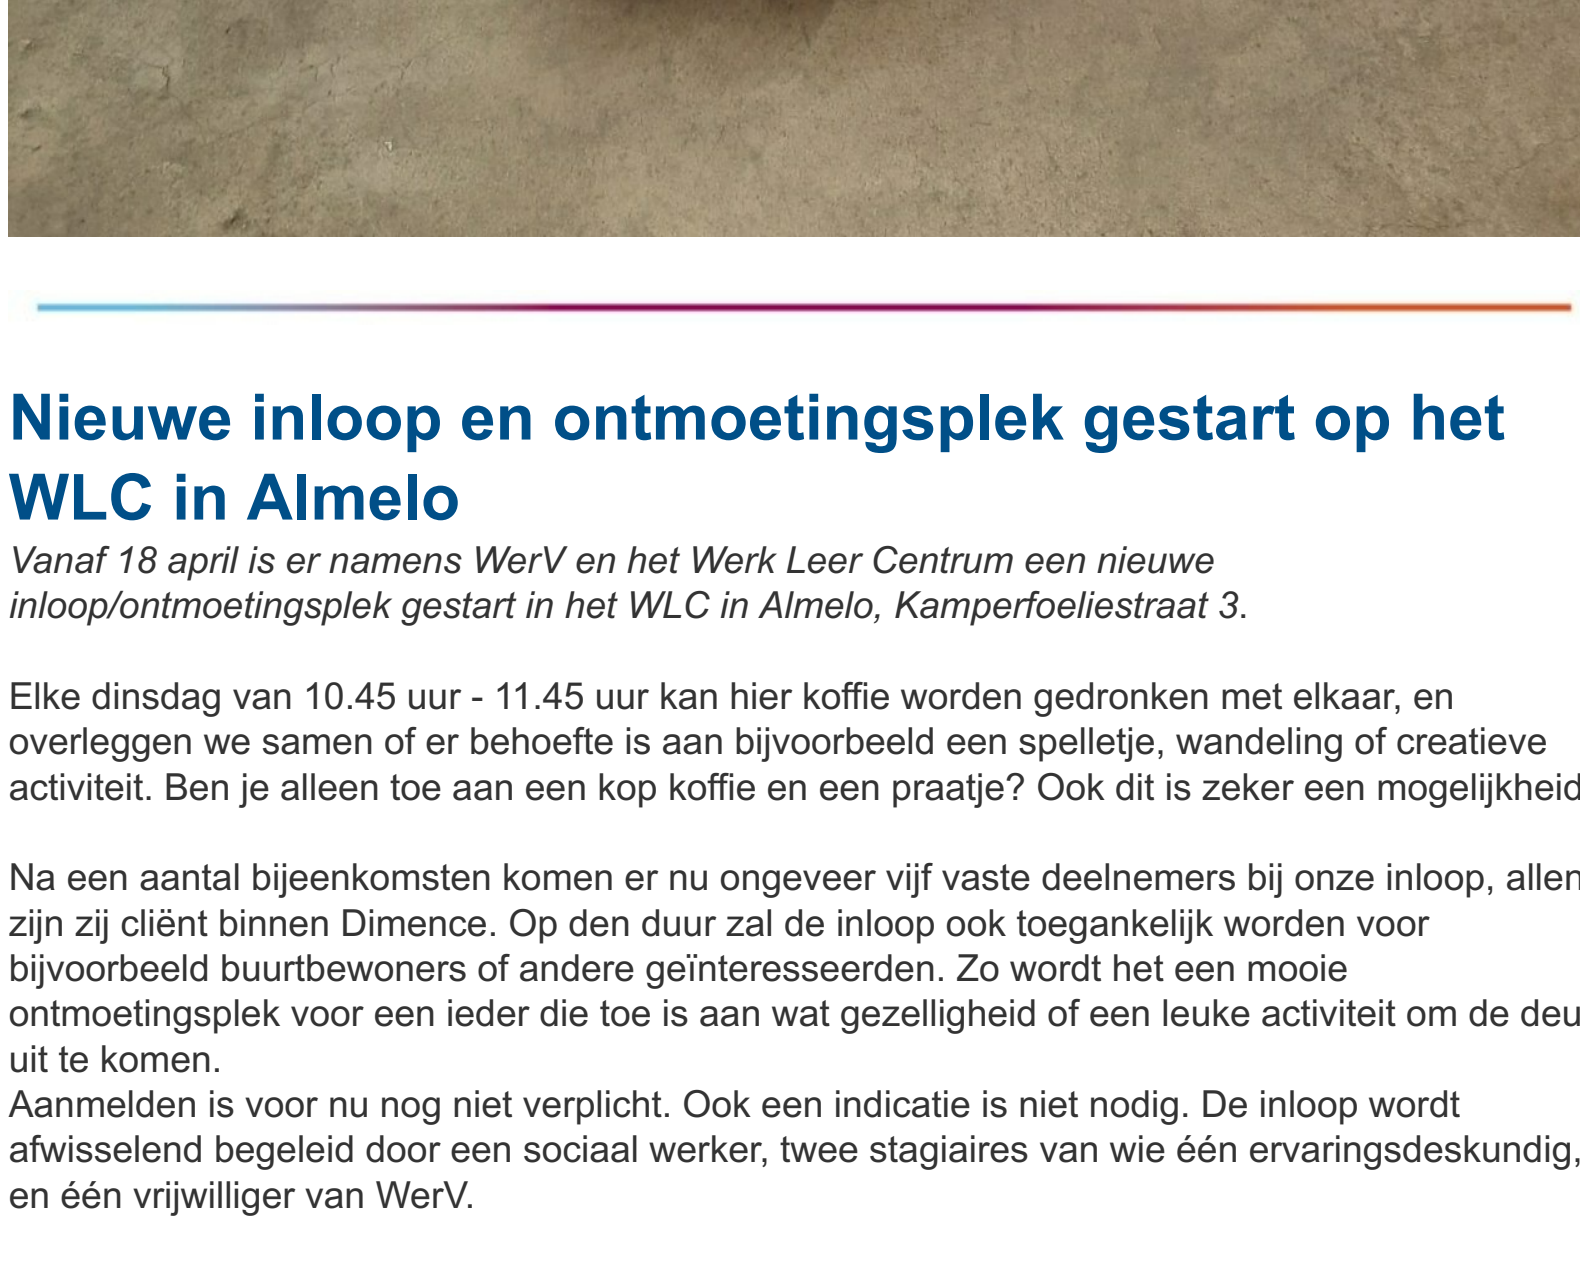 Nieuwe inloop en ontmoetingsplek gestart op het
WLC in Almelo
Vanaf 18 april is er namens WerV en het Werk Leer Centrum een nieuwe
inloop/ontmoetingsplek gestart in het WLC in Almelo, Kamperfoeliestraat 3.
Elke dinsdag van 10.45 uur - 11.45 uur kan hier koffie worden gedronken met elkaar, en
overleggen we samen of er behoefte is aan bijvoorbeeld een spelletje, wandeling of creatieve
activiteit. Ben je alleen toe aan een kop koffie en een praatje? Ook dit is zeker een mogelijkheid
Na een aantal bijeenkomsten komen er nu ongeveer vijf vaste deelnemers bij onze inloop, allen
zijn zij cliënt binnen Dimence. Op den duur zal de inloop ook toegankelijk worden voor
bijvoorbeeld buurtbewoners of andere geïnteresseerden. Zo wordt het een mooie
ontmoetingsplek voor een ieder die toe is aan wat gezelligheid of een leuke activiteit om de deu
uit te komen.
Aanmelden is voor nu nog niet verplicht. Ook een indicatie is niet nodig. De inloop wordt
afwisselend begeleid door een sociaal werker, twee stagiaires van wie één ervaringsdeskundig,
en één vrijwilliger van WerV.